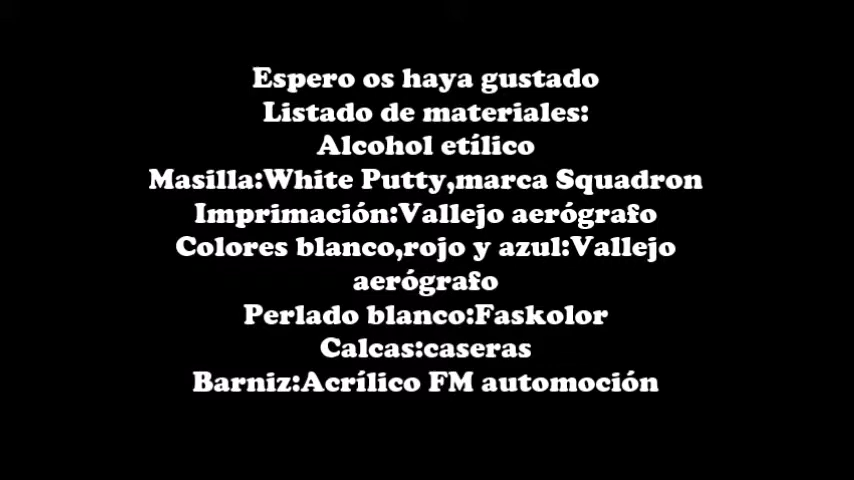 Espero os haya gustado
Listado de materiales:
Alcohol etílico
Masilla:White Putty,marca Squadron
Imprimación:Vallejo aerógrafo
Colores blanco,rojo y azul:Vallejo
aerógrafo
Perlado blanco:Faskolor
Calcas:caseras
Barniz:Acrílico FM automoción